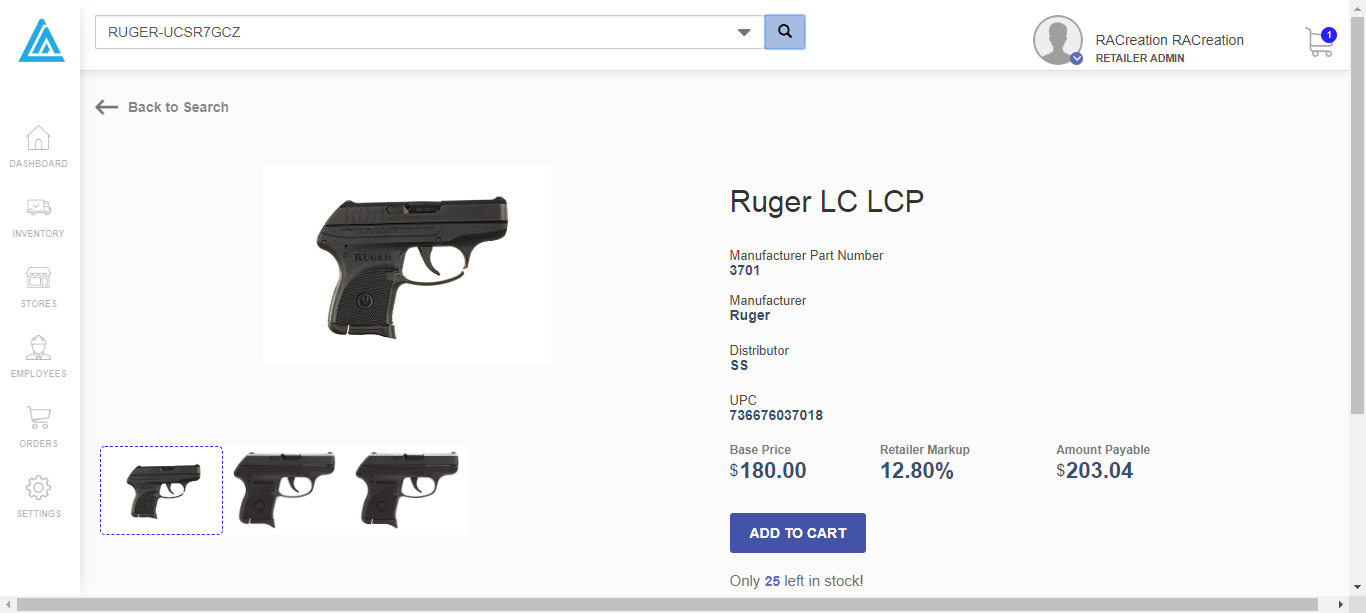 RUGER-UCSR7GCZ
RACreation RACreation
RETAILER ADMIN
1
Back to Search
DASHBOARD
INVENTORY
STORES
EMPLOYEES
ORDERS
SETTINGS
RUGER
Ruger LC LCP
Manufacturer Part Number
3701
Manufacturer
Ruger
Distributor
SS
UPC
736676037018
Base Price Retailer Markup Amount Payable
$180.00 12.80% $203.04
ADD TO CART
Only 25 left in stock!